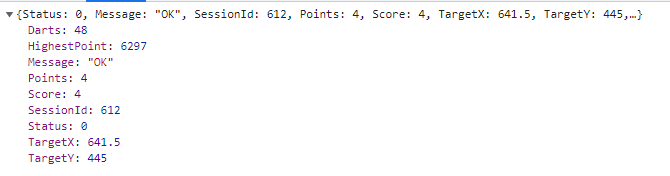 ▼{Status: 0, Message: "OK", SessionId: 612, Points: 4, Score: 4, TargetX: 641.5, TargetY: 445,…}
Darts: 48
HighestPoint: 6297
Message: "OK"
Points: 4
Score: 4
SessionId: 612
Status: 0
TargetX: 641.5
TargetY: 445